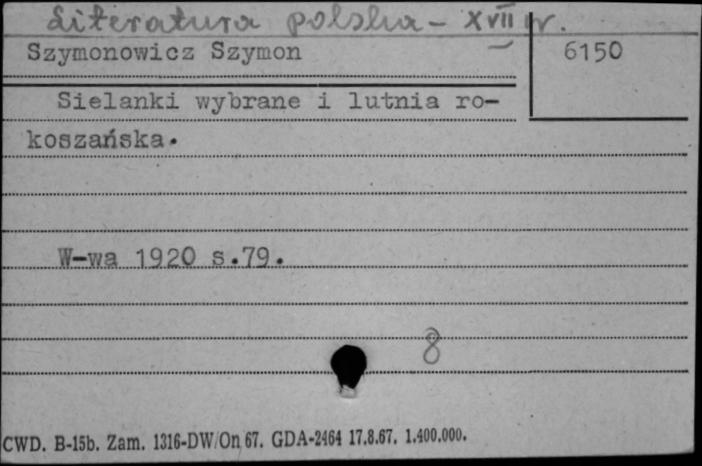 Literatura polska - XVII w.
Szymonowicz Szymon
6150
Sielanki wybrane i lutnia ro-
koszańska.
W-wa 1920 s.79.
8
CWD. B-15b. Zam. 1316-DW/On 67. GDA-2464 17.8.67. 1.400.000.